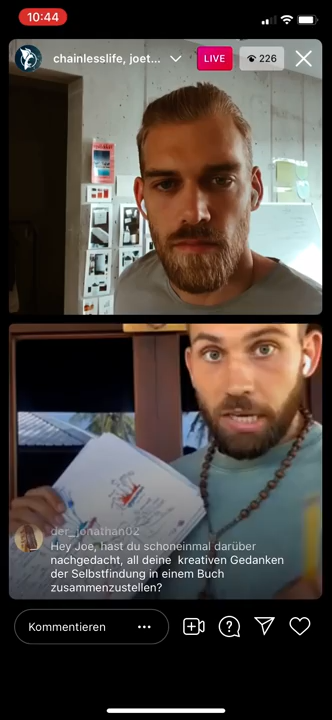 10:44
chainlesslife, joet...
LIVE
226
der_jonathan02
Hey Joe, hast du schoneinmal darüber
nachgedacht, all deine kreativen Gedanken
der Selbstfindung in einem Buch
zusammenzustellen?
Kommentieren